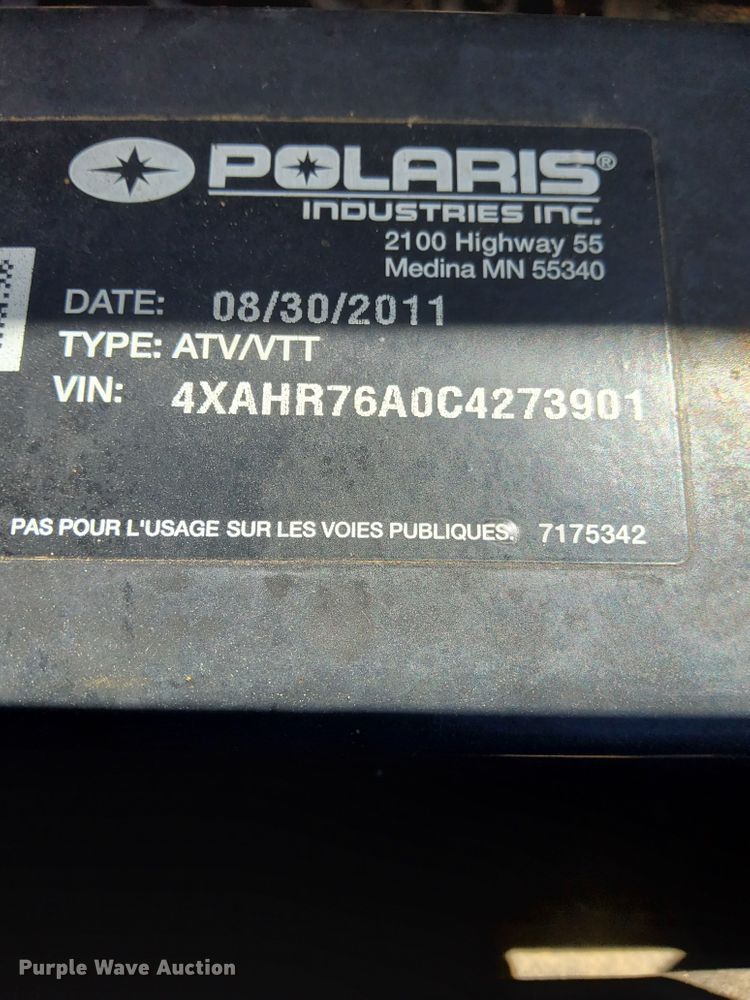 POLARIS®
INDUSTRIES INC.
2100 Highway 55
Medina MN 55340
DATE: 08/30/2011
TYPE: ATV/VTT
VIN: 4XAHR76A0C4273901
PAS POUR L'USAGE SUR LES VOIES PUBLIQUES. 7175342
Purple Wave Auction